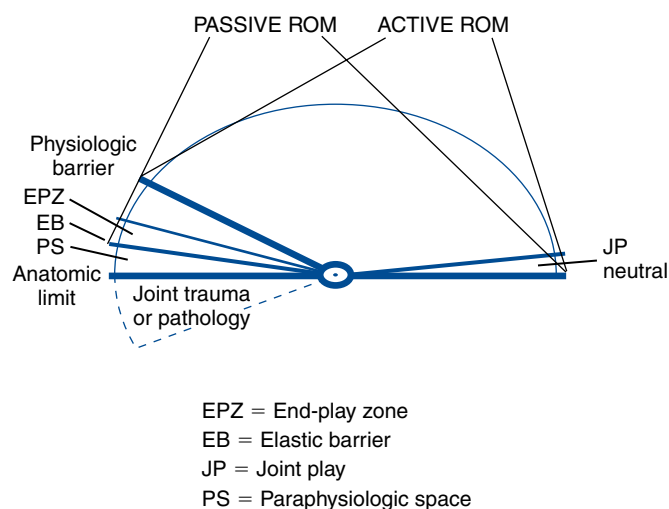 PASSIVE ROM
ACTIVE ROM
Physiologic
barrier
EPZ
EB
PS
Anatomic
limit
Joint trauma
or pathology
JP
neutral
EPZ = End-play zone
EB = Elastic barrier
JP = Joint play
PS = Paraphysiologic space